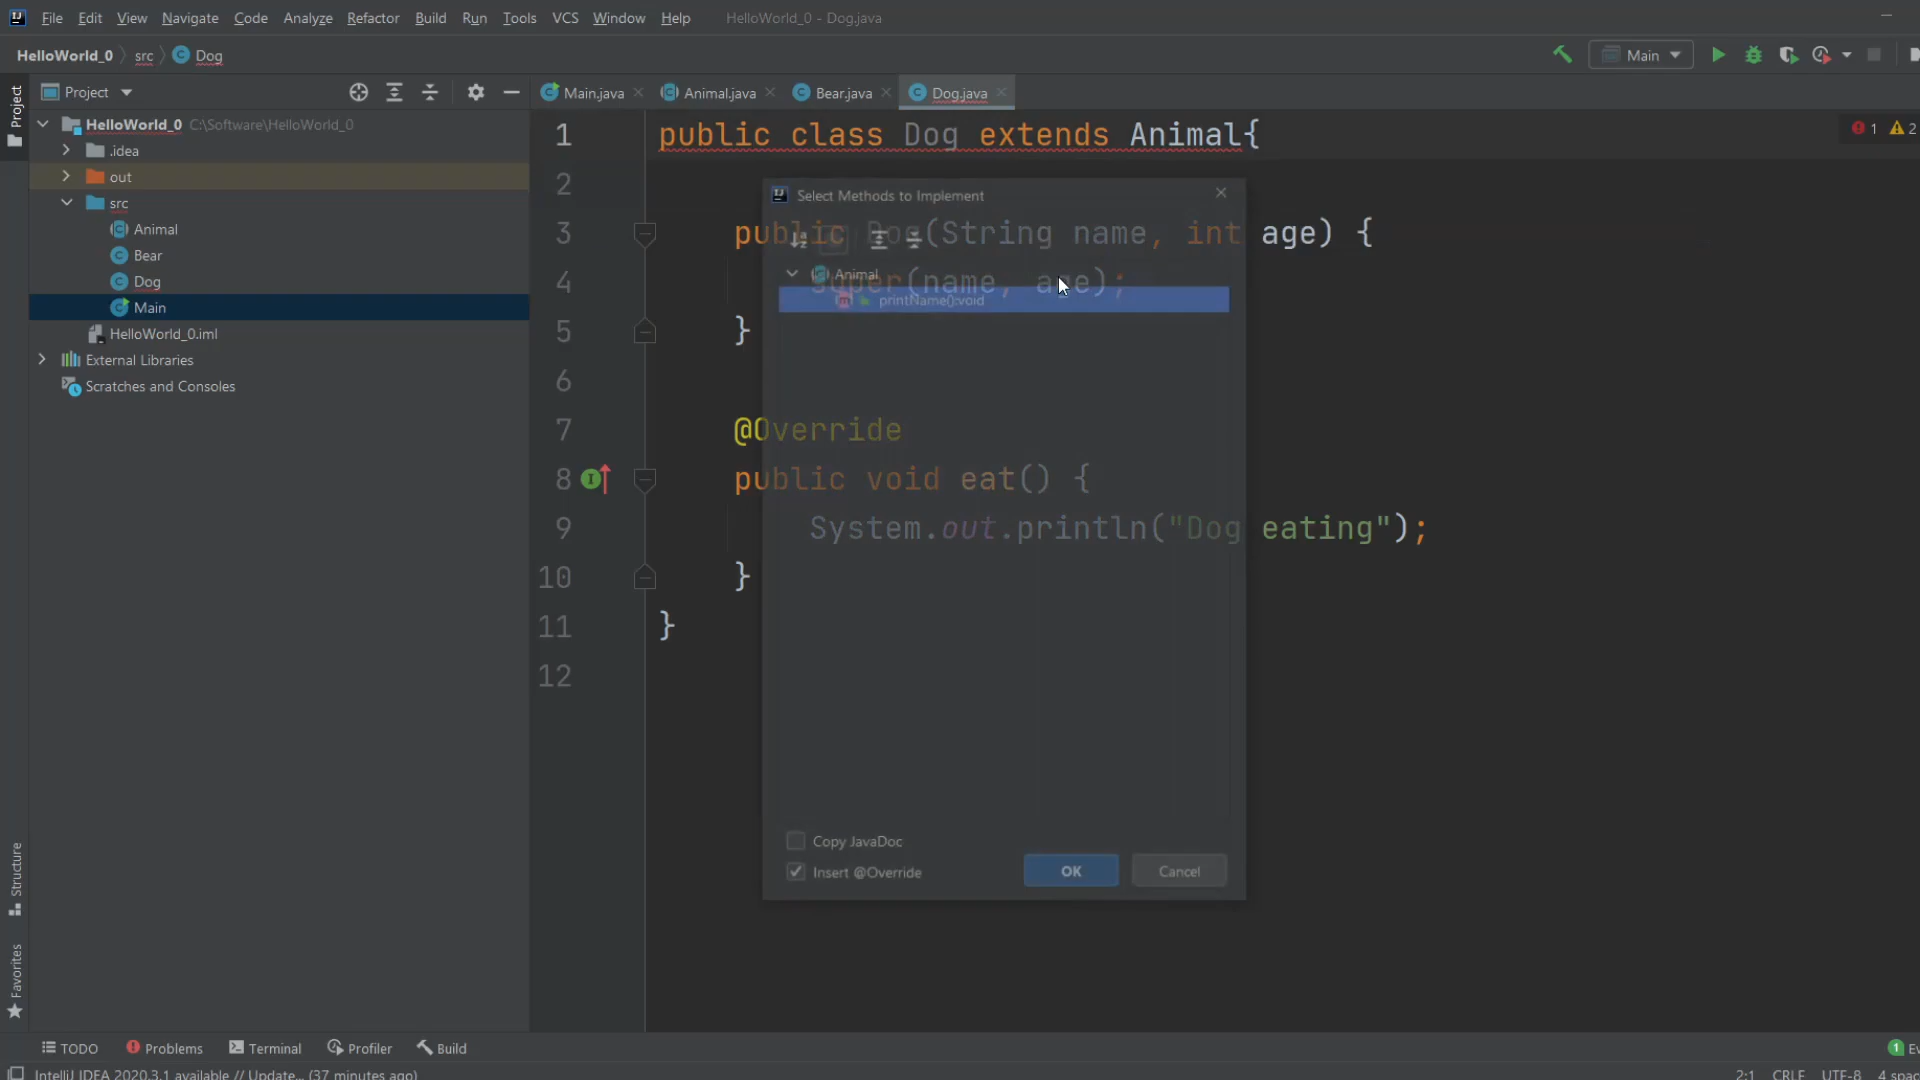 File Edit View Navigate Code Analyze Refactor Build Run Tools VCS Window Help HelloWorld_0 - Dog.java
HelloWorld_0 src Dog
Main
Project
Project
Main.java Animal.java Bear.java Dog.java
HelloWorld_0 C:\Software\HelloWorld_0
.idea
out
src
Animal
Bear
Dog
Main
HelloWorld_0.iml
External Libraries
Scratches and Consoles
Structure
Favorites
1 public class Dog extends Animal{
1 2
2
3 public Dog(String name, int age) {
4 super(name, age);
5 }
6
7 @Override
8 public void eat() {
9 System.out.println("Dog eating");
10 }
11 }
12
Select Methods to Implement
Animal
printName():void
Copy JavaDoc
Insert @Override
OK Cancel
TODO Problems Terminal Profiler Build
1
IntelliJ IDEA 2020.3.1 available // Update... (37 minutes ago)
2:1 CRLF UTF-8 4